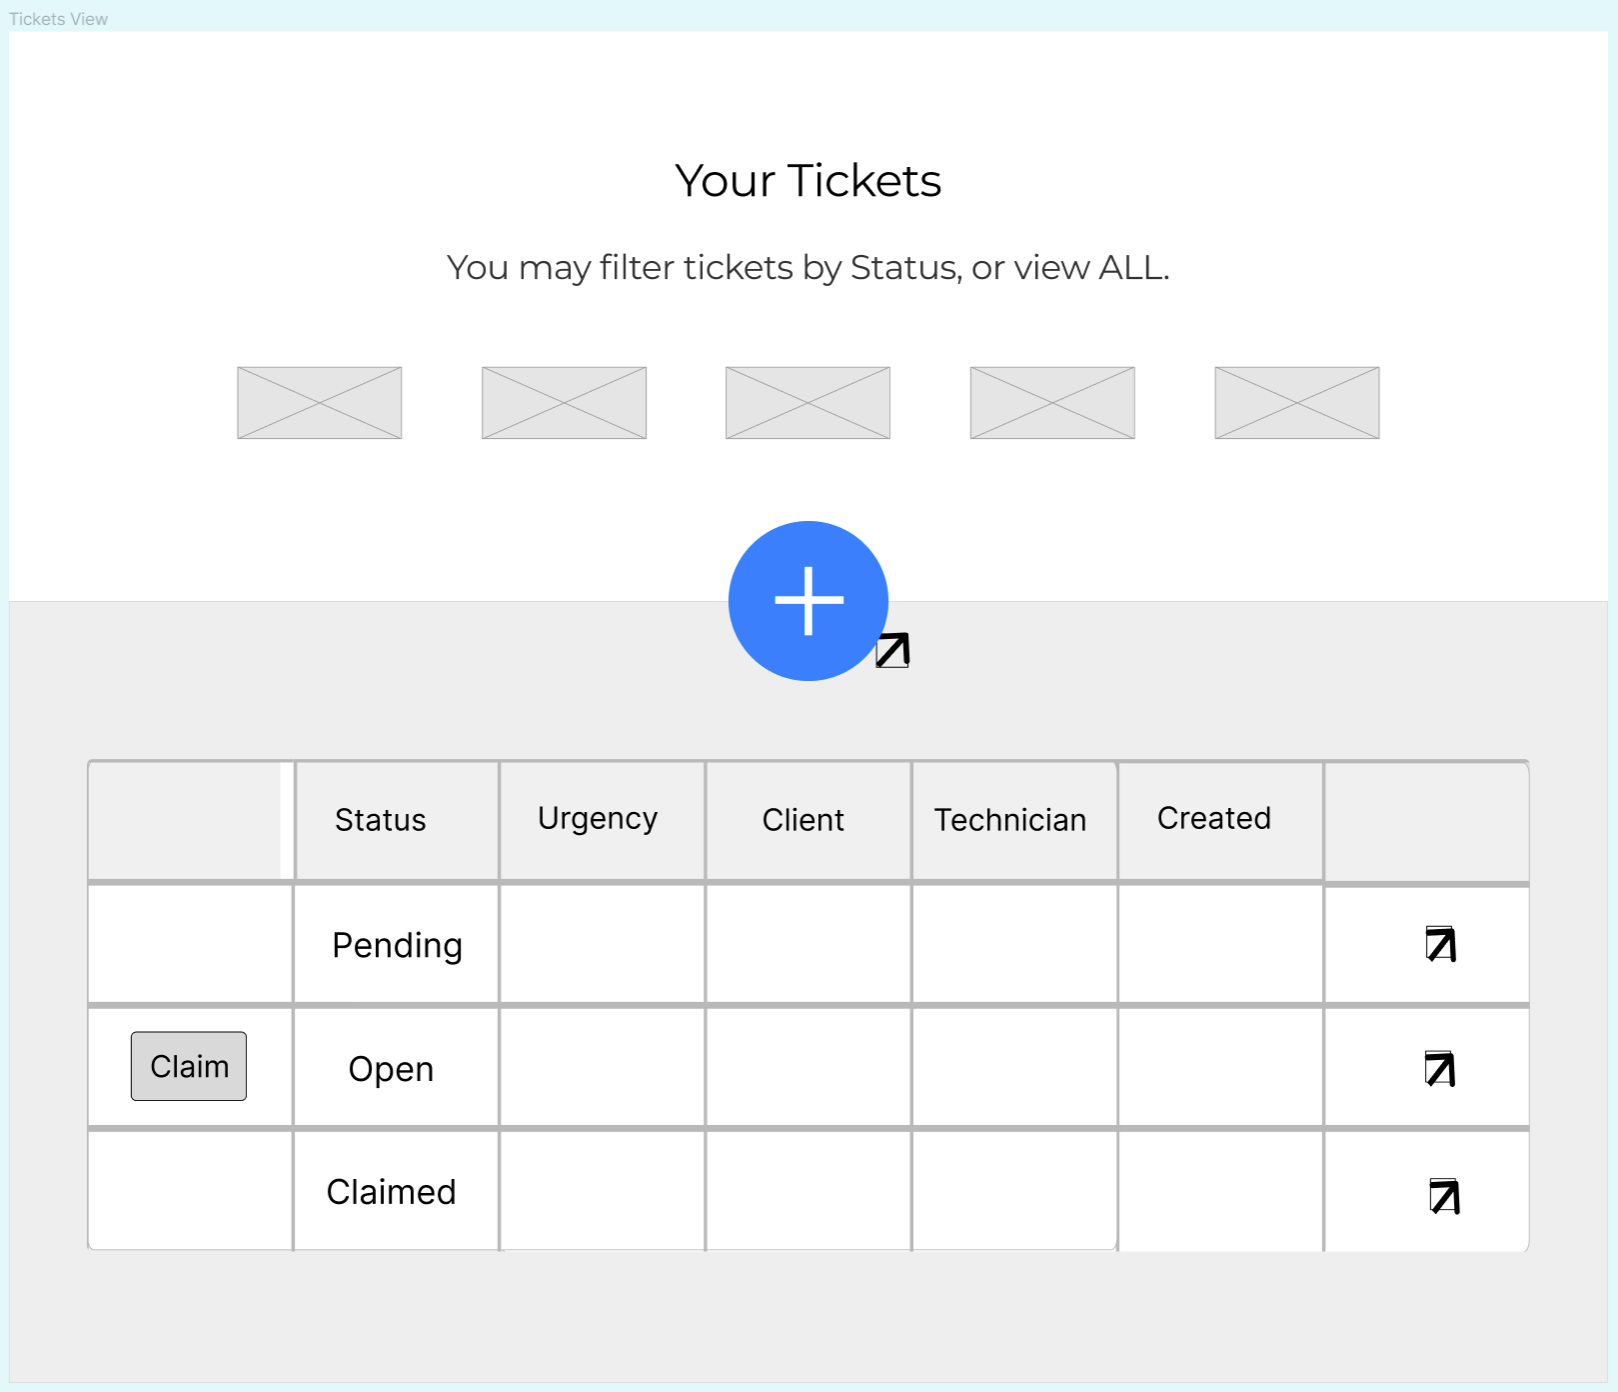 Tickets View
Your Tickets
You may filter tickets by Status, or view ALL.
Status Urgency Client Technician Created
Pending
Claim Open
Claimed